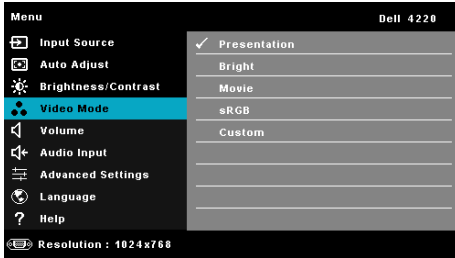 Menu Dell 4220
Input Source
Auto Adjust
Brightness/Contrast
Video Mode
Volume
Audio Input
Advanced Settings
Language
? Help
Presentation
Bright
Movie
sRGB
Custom
Resolution : 1024x768